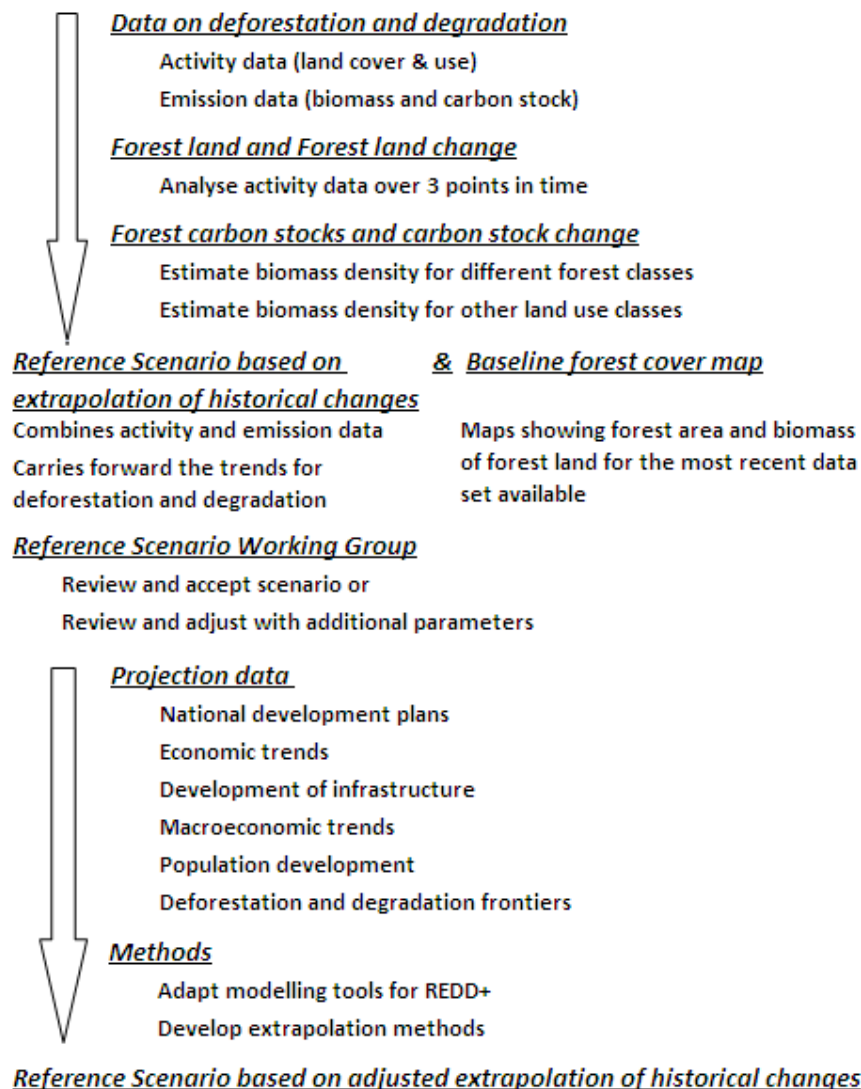 Data on deforestation and degradation
Activity data (land cover & use)
Emission data (biomass and carbon stock)
Forest land and Forest land change
Analyse activity data over 3 points in time
Forest carbon stocks and carbon stock change
Estimate biomass density for different forest classes
Estimate biomass density for other land use classes
Reference Scenario based on & Baseline forest cover map
extrapolation of historical changes
Combines activity and emission data
Carries forward the trends for
deforestation and degradation
Maps showing forest area and biomass
of forest land for the most recent data
set available
Reference Scenario Working Group
Review and accept scenario or
Review and adjust with additional parameters
Projection data
National development plans
Economic trends
Development of infrastructure
Macroeconomic trends
Population development
Deforestation and degradation frontiers
Methods
Adapt modelling tools for REDD+
Develop extrapolation methods
Reference Scenario based on adjusted extrapolation of historical changes